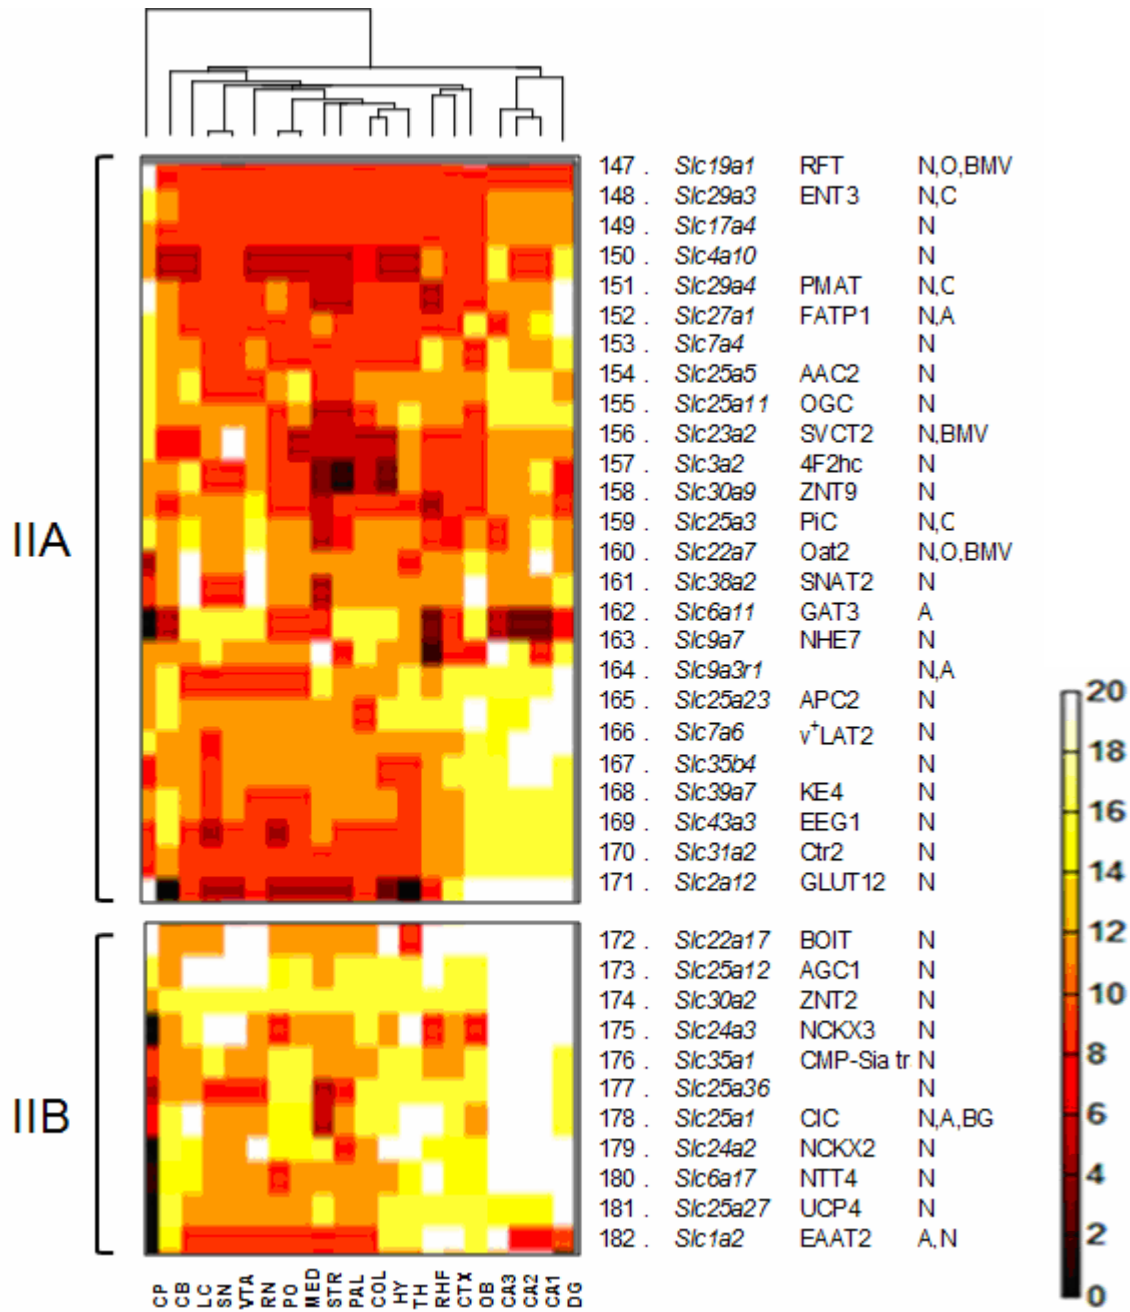 IIA
147 . Slc19a1 RFT N,O,BMV
148 . Slc29a3 ENT3 N,C
149 . Slc17a4 N
150 . Slc4a10 N
151 . Slc29a4 PMAT N,C
152 . Slc27a1 FATP1 N,A
153 . Slc7a4 N
154 . Slc25a5 AAC2 N
155 . Slc25a11 OGC N
156 . Slc23a2 SVCT2 N,BMV
157 . Slc3a2 4F2hc N
158 . Slc30a9 ZNT9 N
159 . Slc25a3 PiC N,C
160 . Slc22a7 Oat2 N,O,BMV
161 . Slc38a2 SNAT2 N
162 . Slc6a11 GAT3 A
163 . Slc9a7 NHE7 N
164 . Slc9a3r1 N,A
165 . Slc25a23 APC2 N
166 . Slc7a6 y+LAT2 N
167 . Slc35b4 N
168 . Slc39a7 KE4 N
169 . Slc43a3 EEG1 N
170 . Slc31a2 Ctr2 N
171 . Slc2a12 GLUT12 N
IIB
172 . Slc22a17 BOIT N
173 . Slc25a12 AGC1 N
174 . Slc30a2 ZNT2 N
175 . Slc24a3 NCKX3 N
176 . Slc35a1 CMP-Sia tr N
177 . Slc25a36 N
178 . Slc25a1 CIC N,A,BG
179 . Slc24a2 NCKX2 N
180 . Slc6a17 NTT4 N
181 . Slc25a27 UCP4 N
182 . Slc1a2 EAAT2 A,N
CP CB LC SN VTA RN PO MED STR PAL COL HY TH RHF CTX OB CA3 CA2 CA1 DG
20
18
16
14
12
10
8
6
4
2
0